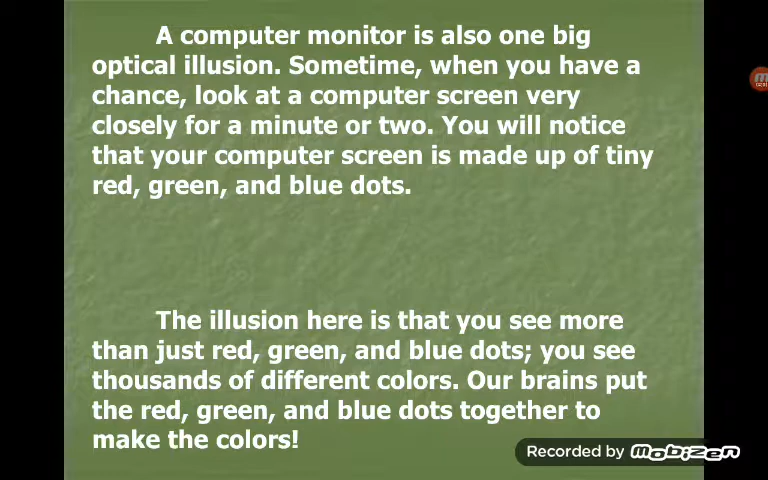 A computer monitor is also one big
optical illusion. Sometime, when you have a
chance, look at a computer screen very
closely for a minute or two. You will notice
that your computer screen is made up of tiny
red, green, and blue dots.
The illusion here is that you see more
than just red, green, and blue dots; you see
thousands of different colors. Our brains put
the red, green, and blue dots together to
make the colors!
Recorded by mobizen